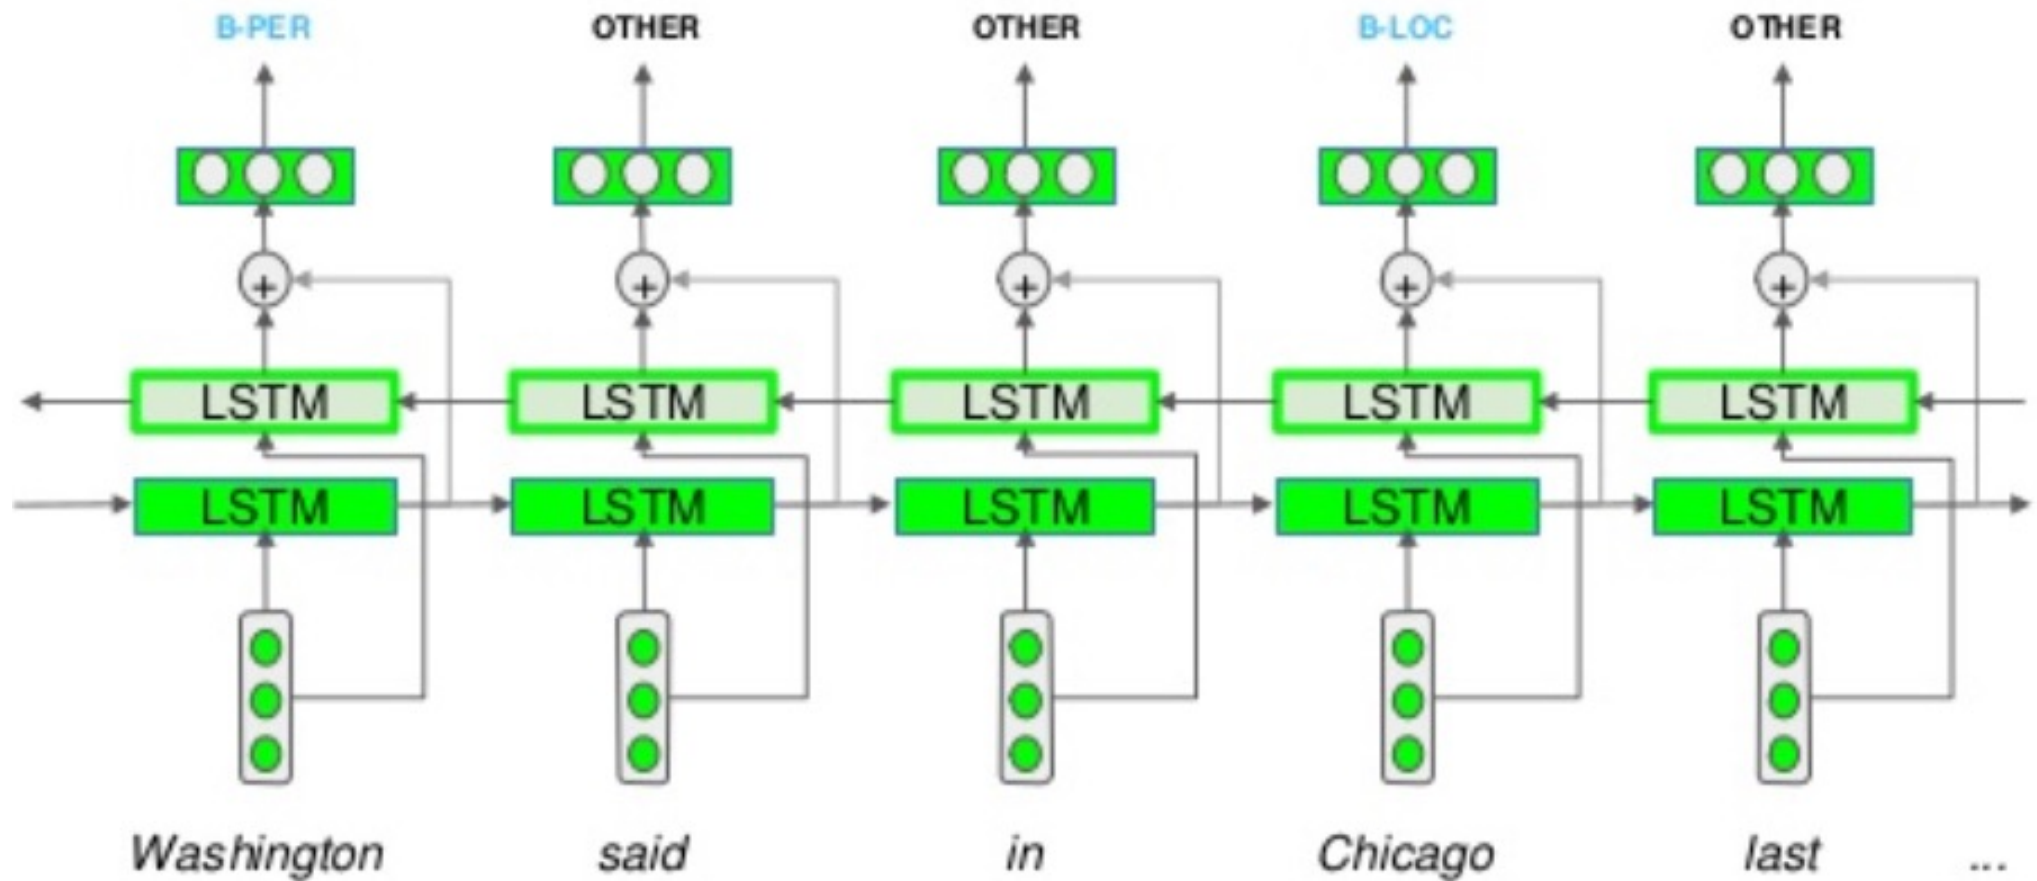 B-PER OTHER OTHER B-LOC OTHER
+ + + + +
LSTM LSTM LSTM LSTM LSTM
LSTM LSTM LSTM LSTM LSTM
Washington said in Chicago last ...